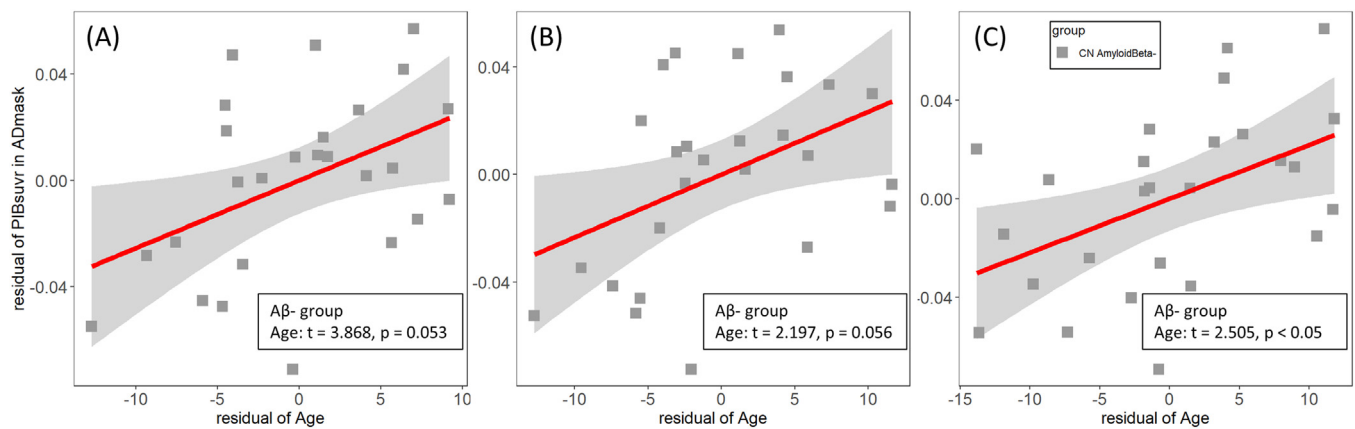 (A)
residual of PIBsuvr in ADmask
0.04
0.00
-0.04
Aβ- group
Age: t = 3.868, p = 0.053
-10
-5
0
5
10
residual of Age
(B)
0.04
0.00
-0.04
Aβ- group
Age: t = 2.197, p = 0.056
-10
-5
0
5
10
residual of Age
(C)
group
CN AmyloidBeta-
0.04
0.00
-0.04
Aβ- group
Age: t = 2.505, p < 0.05
-15
-10
-5
0
5
10
residual of Age